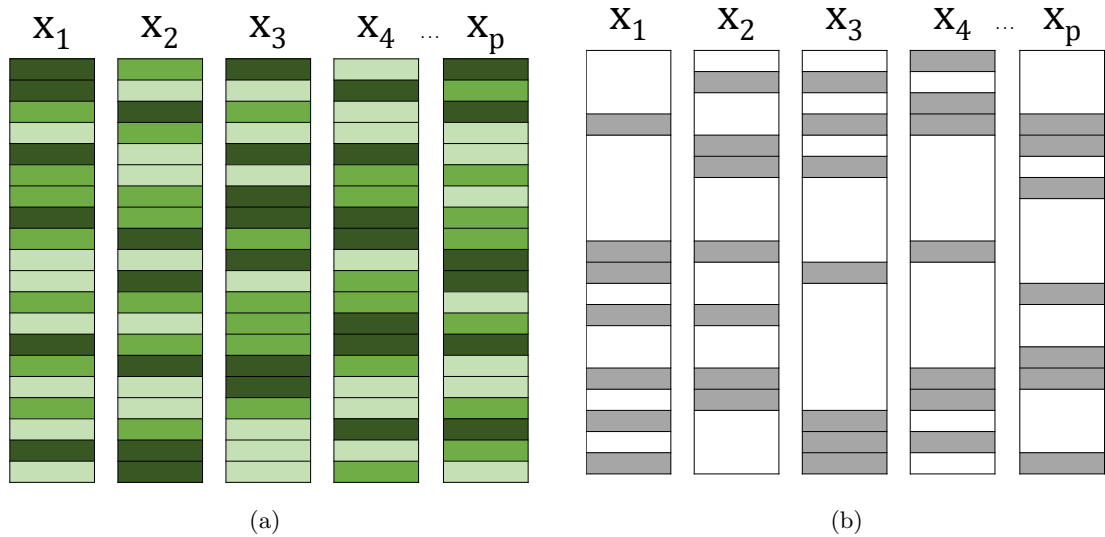 x₁ x₂ x₃ x₄ ... xₚ x₁ x₂ x₃ x₄ ... xₚ
(a) (b)